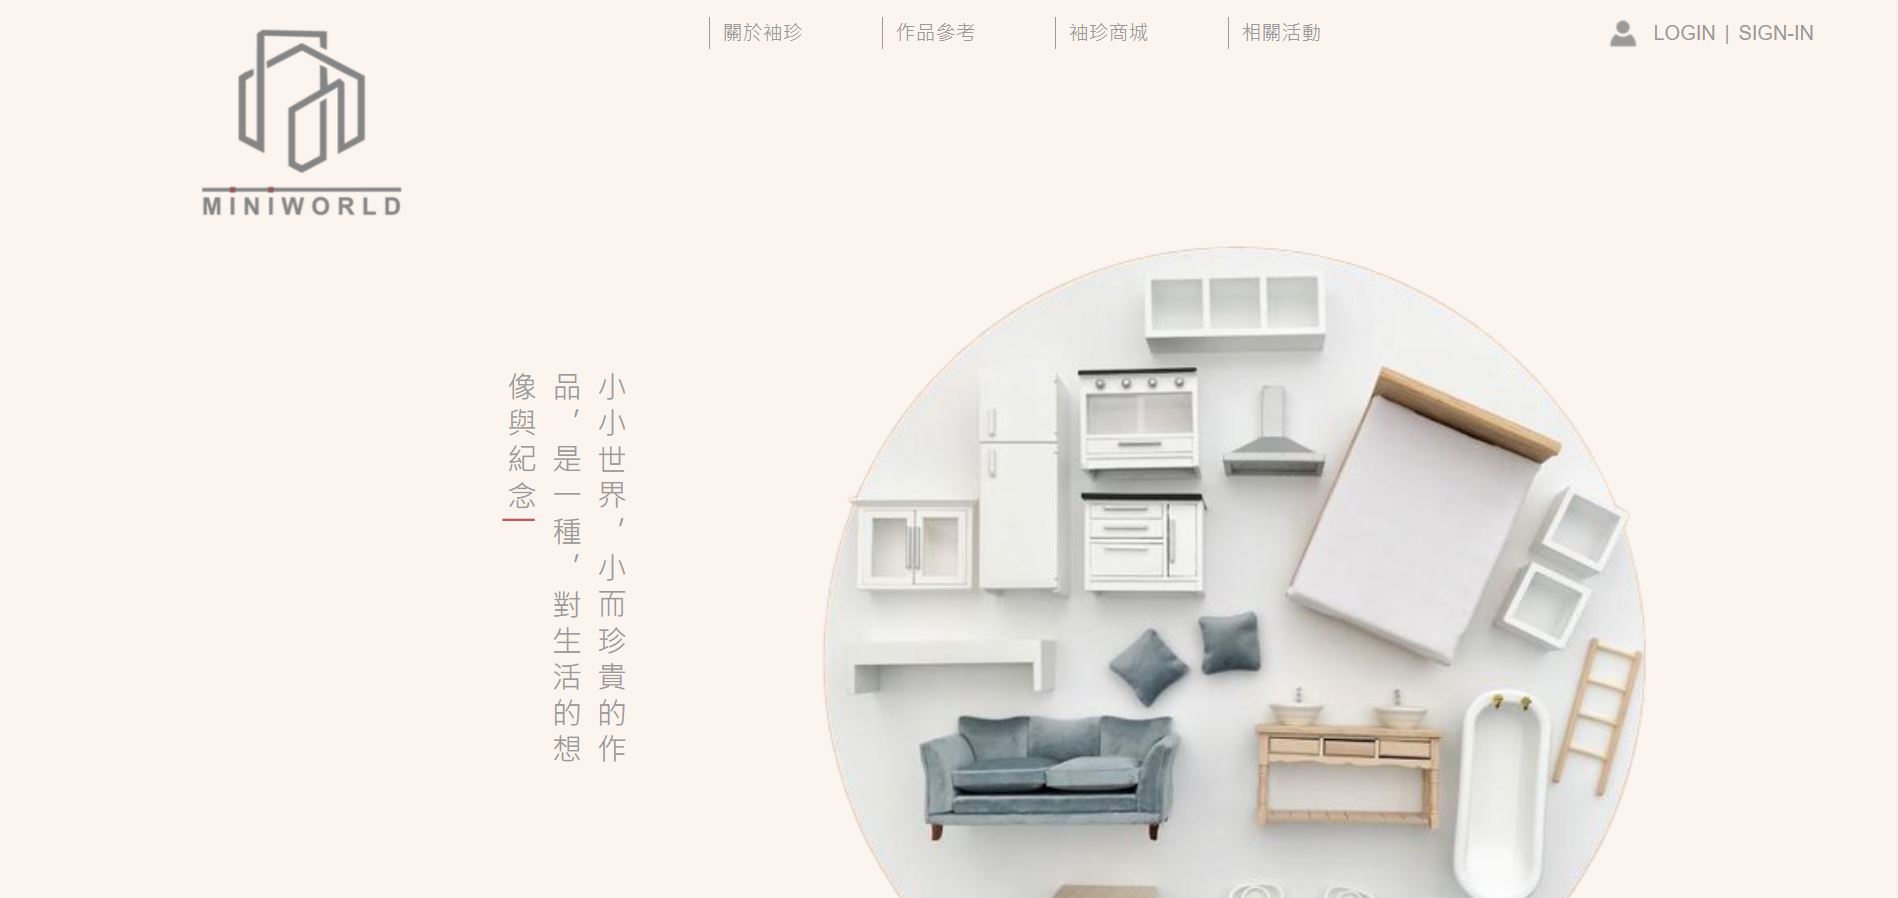 關於袖珍
作品參考
袖珍商城
相關活動
LOGIN | SIGN-IN
MINIWORLD
小小世界，小而珍貴的作
品，是一種，對生活的想
像與紀念